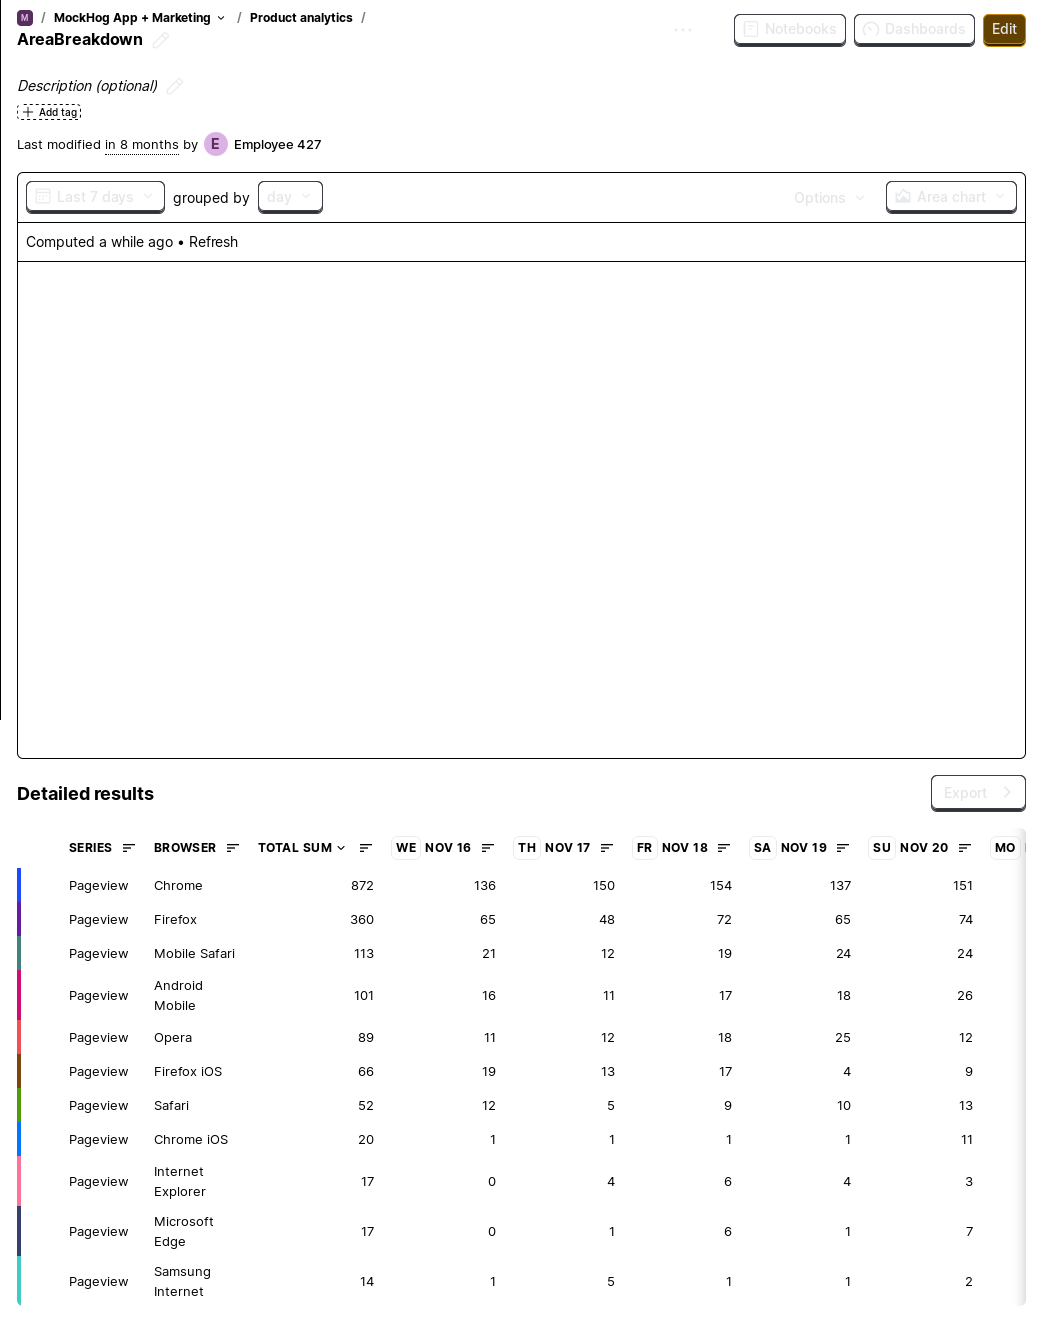 M / MockHog App + Marketing / Product analytics /
AreaBreakdown
Notebooks Dashboards Edit
Description (optional)
Add tag
Last modified in 8 months by E Employee 427
Last 7 days grouped by day Options Area chart
Computed a while ago • Refresh
Detailed results
Export
SERIES BROWSER TOTAL SUM WE NOV 16 TH NOV 17 FR NOV 18 SA NOV 19 SU NOV 20 MO
Pageview Chrome 872 136 150 154 137 151
Pageview Firefox 360 65 48 72 65 74
Pageview Mobile Safari 113 21 12 19 24 24
Pageview Android Mobile 101 16 11 17 18 26
Pageview Opera 89 11 12 18 25 12
Pageview Firefox iOS 66 19 13 17 4 9
Pageview Safari 52 12 5 9 10 13
Pageview Chrome iOS 20 1 1 1 1 11
Pageview Internet Explorer 17 0 4 6 4 3
Pageview Microsoft Edge 17 0 1 6 1 7
Pageview Samsung Internet 14 1 5 1 1 2